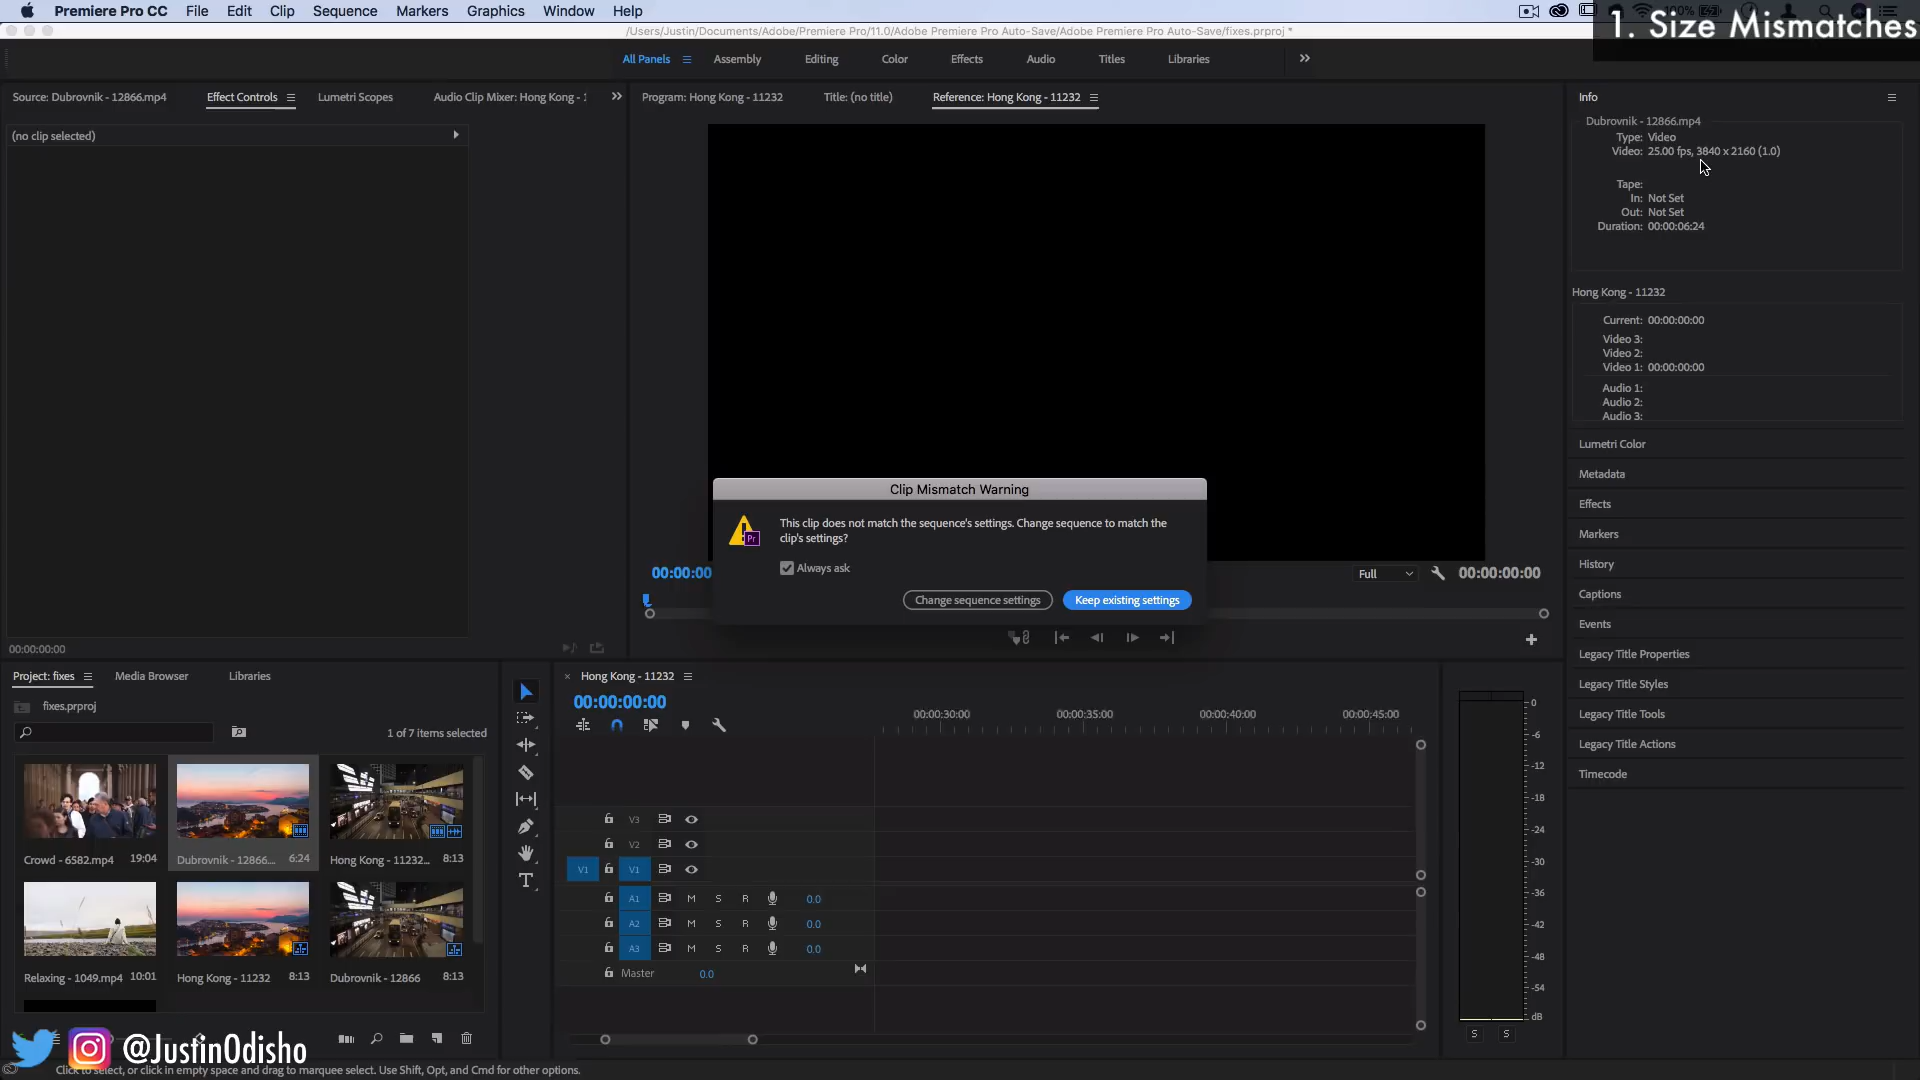 Premiere Pro CC File Edit Clip Sequence Markers Graphics Window Help
1. Size Mismatches
/Users/Justin/Documents/Adobe/Premiere Pro/11.0/Adobe Premiere Pro Auto-Save/Adobe Premiere Pro Auto-Save/fixes.prproj *
All Panels Assembly Editing Color Effects Audio Titles Libraries
Source: Dubrovnik - 12866.mp4 Effect Controls Lumetri Scopes Audio Clip Mixer: Hong Kong - 1
(no clip selected)
00:00:00:00
Program: Hong Kong - 11232 Title: (no title) Reference: Hong Kong - 11232
Clip Mismatch Warning
Pr
This clip does not match the sequence's settings. Change sequence to match the
clip's settings?
Always ask
Change sequence settings Keep existing settings
00:00:00
Full 00:00:00:00
Info
Dubrovnik - 12866.mp4
Type: Video
Video: 25.00 fps, 3840 x 2160 (1.0)
Tape:
In: Not Set
Out: Not Set
Duration: 00:00:06:24
Hong Kong - 11232
Current: 00:00:00:00
Video 3:
Video 2:
Video 1: 00:00:00:00
Audio 1:
Audio 2:
Audio 3:
Lumetri Color
Metadata
Effects
Markers
History
Captions
Events
Legacy Title Properties
Legacy Title Styles
Legacy Title Tools
Legacy Title Actions
Timecode
Project: fixes Media Browser Libraries
fixes.prproj
1 of 7 items selected
Crowd - 6582.mp4 19:04
Dubrovnik - 12866.... 6:24
Hong Kong - 11232... 8:13
Relaxing - 1049.mp4 10:01
Hong Kong - 11232 8:13
Dubrovnik - 12866 8:13
@JustinOdisho
Click to select, or click in empty space and drag to marquee select. Use Shift, Opt, and Cmd for other options.
× Hong Kong - 11232
00:00:00:00
00:00:30:00 00:00:35:00 00:00:40:00 00:00:45:00
V3
V2
V1 V1
A1 M S R 0.0
A2 M S R 0.0
A3 M S R 0.0
Master 0.0
0
-6
-12
-18
-24
-30
-36
-42
-48
-54
dB
S S